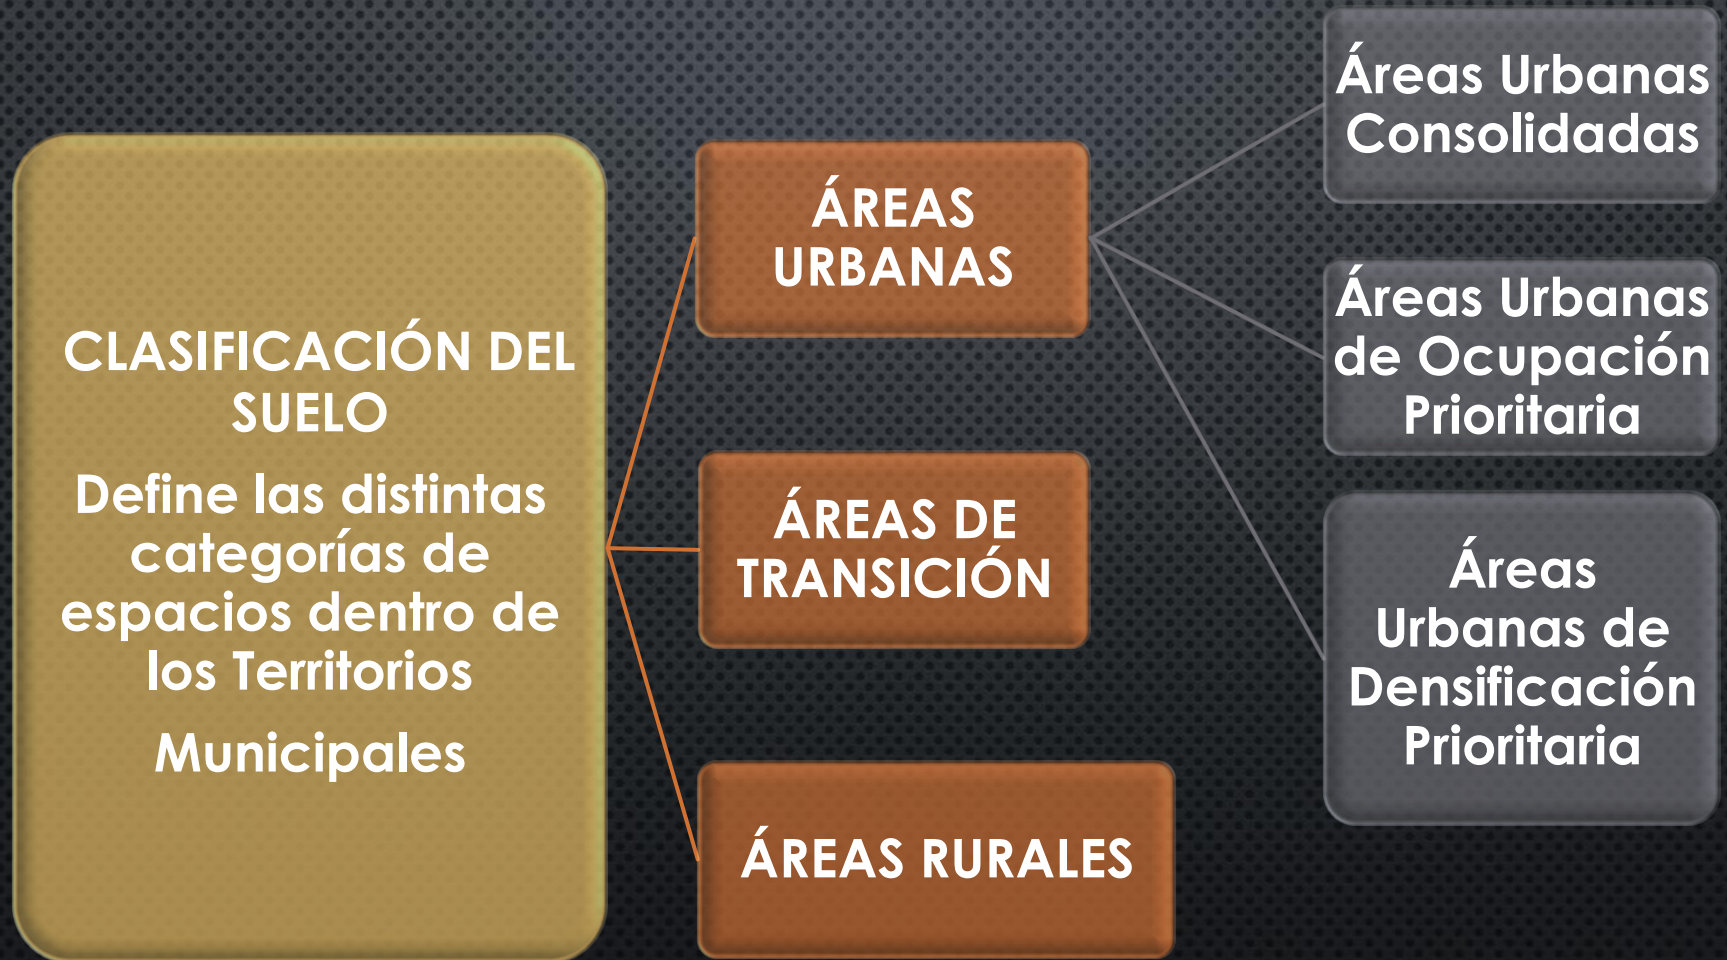 CLASIFICACIÓN DEL
SUELO
Define las distintas
categorías de
espacios dentro de
los Territorios
Municipales
ÁREAS
URBANAS
ÁREAS DE
TRANSICIÓN
ÁREAS RURALES
Áreas Urbanas
Consolidadas
Áreas Urbanas
de Ocupación
Prioritaria
Áreas
Urbanas de
Densificación
Prioritaria